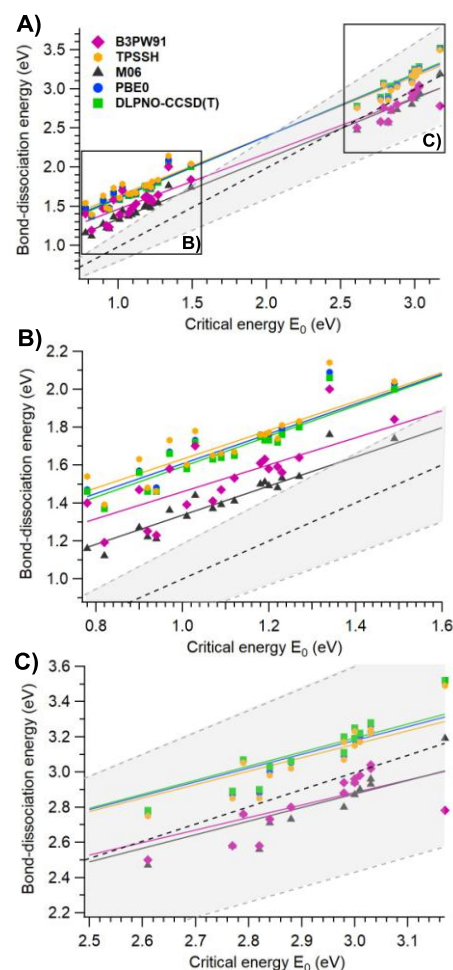 A)
B3PW91
TPSSH
M06
PBE0
DLPNO-CCSD(T)
Bond-dissociation energy (eV)
3.5
3.0
2.5
2.0
1.5
1.0
B)
C)
1.0
1.5
2.0
2.5
3.0
Critical energy E₀ (eV)
B)
Bond-dissociation energy (eV)
2.2
2.0
1.8
1.6
1.4
1.2
1.0
0.8
1.0
1.2
1.4
1.6
Critical energy E₀ (eV)
C)
Bond-dissociation energy (eV)
3.6
3.4
3.2
3.0
2.8
2.6
2.4
2.2
2.5
2.6
2.7
2.8
2.9
3.0
3.1
Critical energy E₀ (eV)